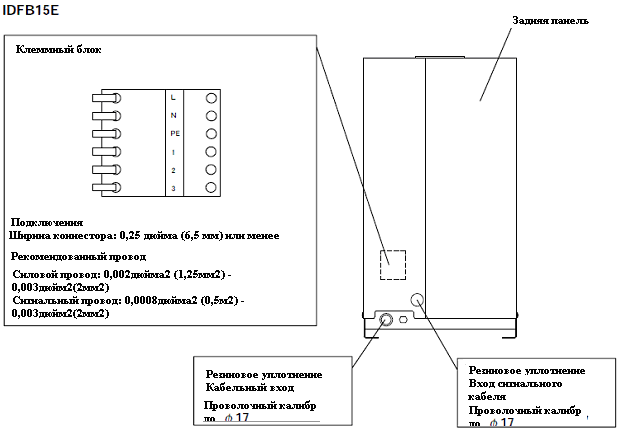 IDFB15E
Задняя панель
Клеммный блок
L
N
PE
1
2
3
Подключения
Ширина коннестора: 0,25 дюйма (6,5 мм) или менее
Рекомендованный провод
Силовой провод: 0,002дюйма2 (1,25мм2) -
0,003дюйм2(2мм2)
Сигнальный провод: 0,0008дюйма2 (0,5м2) -
0,003дюйм2(2мм2)
Резиновое уплотнение
Кабельный вход
Проволочный калибр
до ϕ 17
Резиновое уплотнение
Вход сигнального
кабеля
Проволочный калибр
до ϕ 17